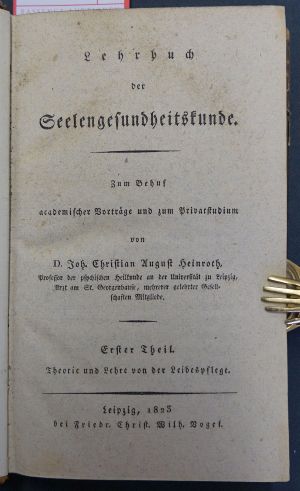 Lehrbuch
der
Seelengesundheitskunde.
Zum Behuf
academischer Vorträge und zum Privatstudium
von
D. Joh. Christian August Heinroth,
Professor der psychischen Heilkunde an der Universität zu Leipzig,
Arzt am St. Georgenhause, mehrerer gelehrter Gesell-
schaften Mitgliede.
Erster Theil.
Theorie und Lehre von der Leibespflege.
Leipzig, 1823
bei Friedr. Christ. Wilh. Vogel.